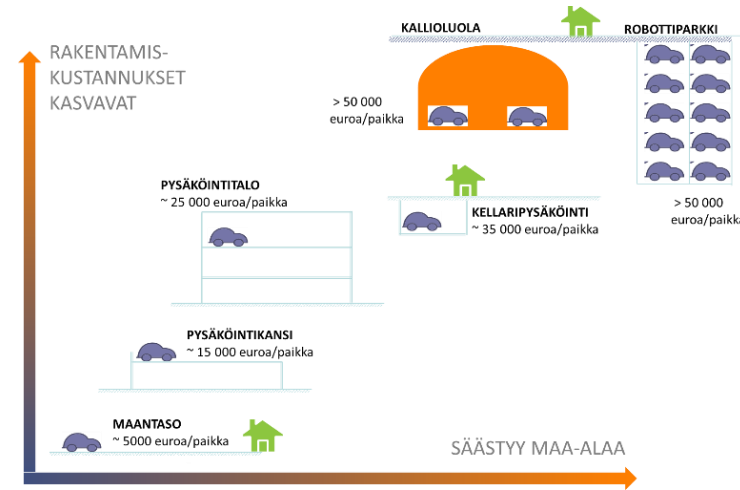 KALLIOLUOLA
ROBOTTIPARKKI
RAKENTAMIS-
KUSTANNUKSET
KASVAVAT
> 50 000
euroa/paikka
PYSÄKÖINTITALO
~ 25 000 euroa/paikka
KELLARIPYSÄKÖINTI
~ 35 000 euroa/paikka
> 50 000
euroa/paikka
PYSÄKÖINTIKANSI
~ 15 000 euroa/paikka
MAANTASO
~ 5000 euroa/paikka
SÄÄSTYY MAA-ALAA